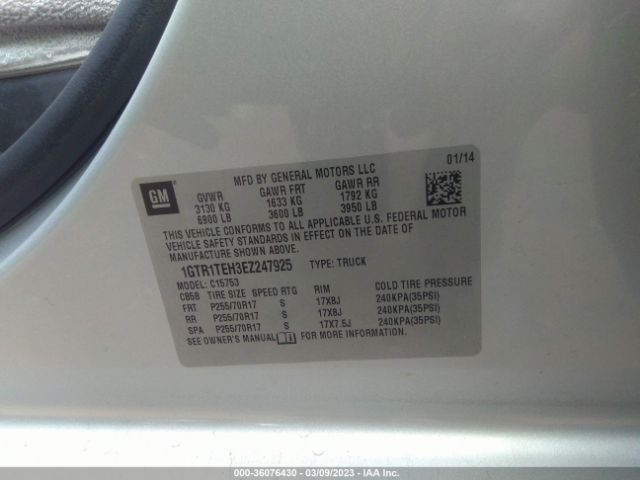 MFD BY GENERAL MOTORS LLC 01/14
GM
GVWR GAWR FRT GAWR RR
3130 KG 1633 KG 1792 KG
6900 LB 3600 LB 3950 LB
THIS VEHICLE CONFORMS TO ALL APPLICABLE U.S. FEDERAL MOTOR
VEHICLE SAFETY STANDARDS IN EFFECT ON THE DATE OF
MANUFACTURE SHOWN ABOVE.
1GTR1TEH3EZ247925 TYPE: TRUCK
MODEL: C15753
CB5B TIRE SIZE SPEED RTG RIM COLD TIRE PRESSURE
FRT P255/70R17 S 17X8J 240KPA(35PSI)
RR P255/70R17 S 17X8J 240KPA(35PSI)
SPA P255/70R17 S 17X7.5J 240KPA(35PSI)
SEE OWNER'S MANUAL FOR MORE INFORMATION.
000-36076430 - 03/09/2023 - IAA Inc.